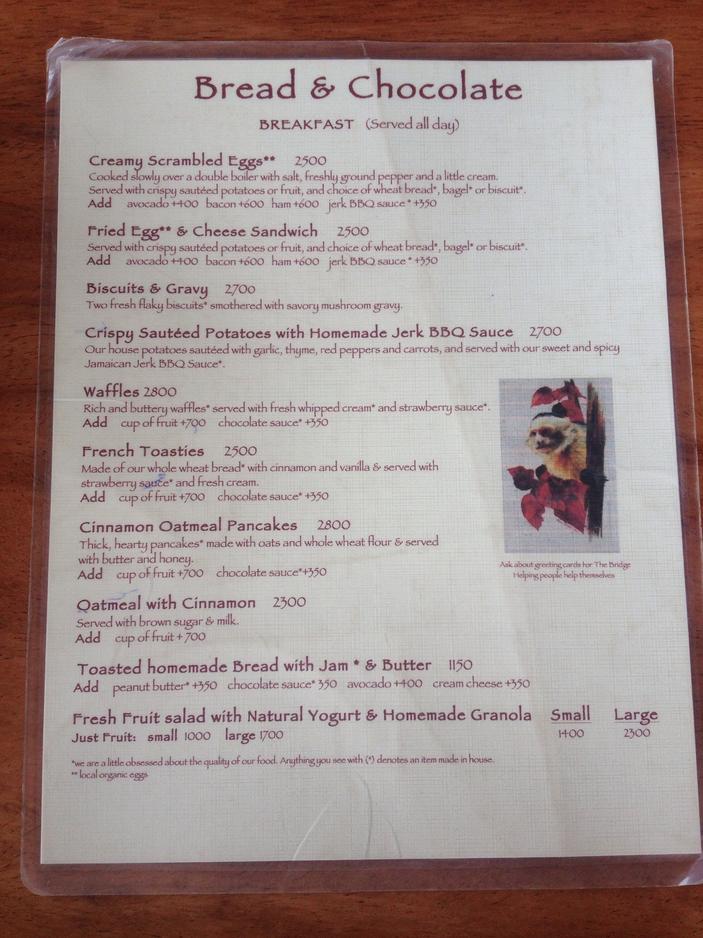 Bread & Chocolate
BREAKFAST (Served all day)
Creamy Scrambled Eggs** 2500
Cooked slowly over a double boiler with salt, freshly ground pepper and a little cream.
Served with crispy sautéed potatoes or fruit, and choice of wheat bread*, bagel* or biscuit*.
Add avocado +400 bacon +600 ham +600 jerk BBQ sauce * +350
Fried Egg** & Cheese Sandwich 2500
Served with crispy sautéed potatoes or fruit, and choice of wheat bread*, bagel* or biscuit*.
Add avocado +400 bacon +600 ham +600 jerk BBQ sauce * +350
Biscuits & Gravy 2700
Two fresh flaky biscuits* smothered with savory mushroom gravy.
Crispy Sautéed Potatoes with Homemade Jerk BBQ Sauce 2700
Our house potatoes sautéed with garlic, thyme, red peppers and carrots, and served with our sweet and spicy
Jamaican Jerk BBQ Sauce*.
Waffles 2800
Rich and buttery waffles* served with fresh whipped cream* and strawberry sauce*.
Add cup of fruit +700 chocolate sauce* +350
French Toasties 2500
Made of our whole wheat bread* with cinnamon and vanilla & served with
strawberry sauce* and fresh cream.
Add cup of fruit +700 chocolate sauce* +350
Cinnamon Oatmeal Pancakes 2800
Thick, hearty pancakes* made with oats and whole wheat flour & served
with butter and honey.
Add cup of fruit +700 chocolate sauce*+350
Ask about greeting cards for The Bridge
Helping people help themselves
Oatmeal with Cinnamon 2300
Served with brown sugar & milk.
Add cup of fruit + 700
Toasted homemade Bread with Jam * & Butter 1150
Add peanut butter* +350 chocolate sauce* 350 avocado +400 cream cheese +350
Fresh Fruit salad with Natural Yogurt & Homemade Granola Small Large
Just Fruit: small 1000 large 1700 1400 2300
*we are a little obsessed about the quality of our food. Anything you see with (*) denotes an item made in house.
** local organic eggs